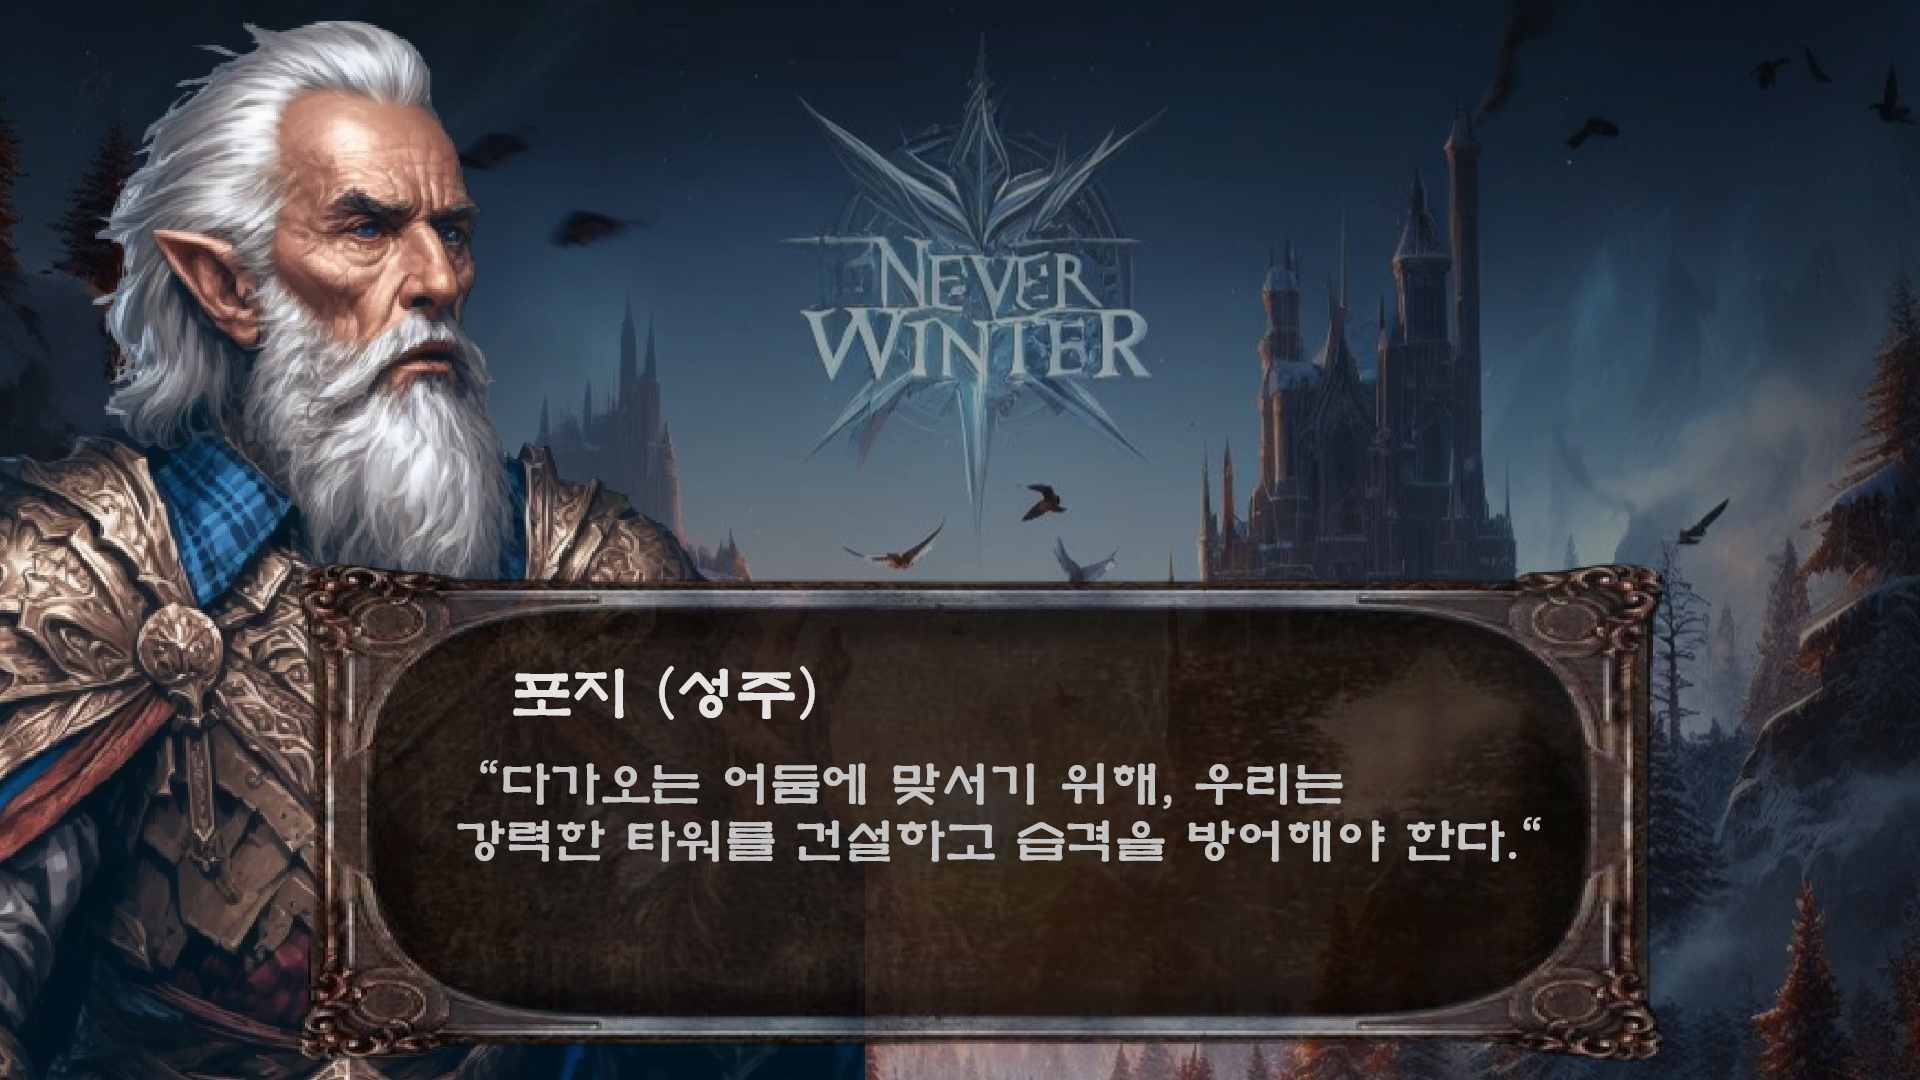 NEVER
WINTER
포지 (성주)
“다가오는 어둠에 맞서기 위해, 우리는
강력한 타워를 건설하고 습격을 방어해야 한다.“